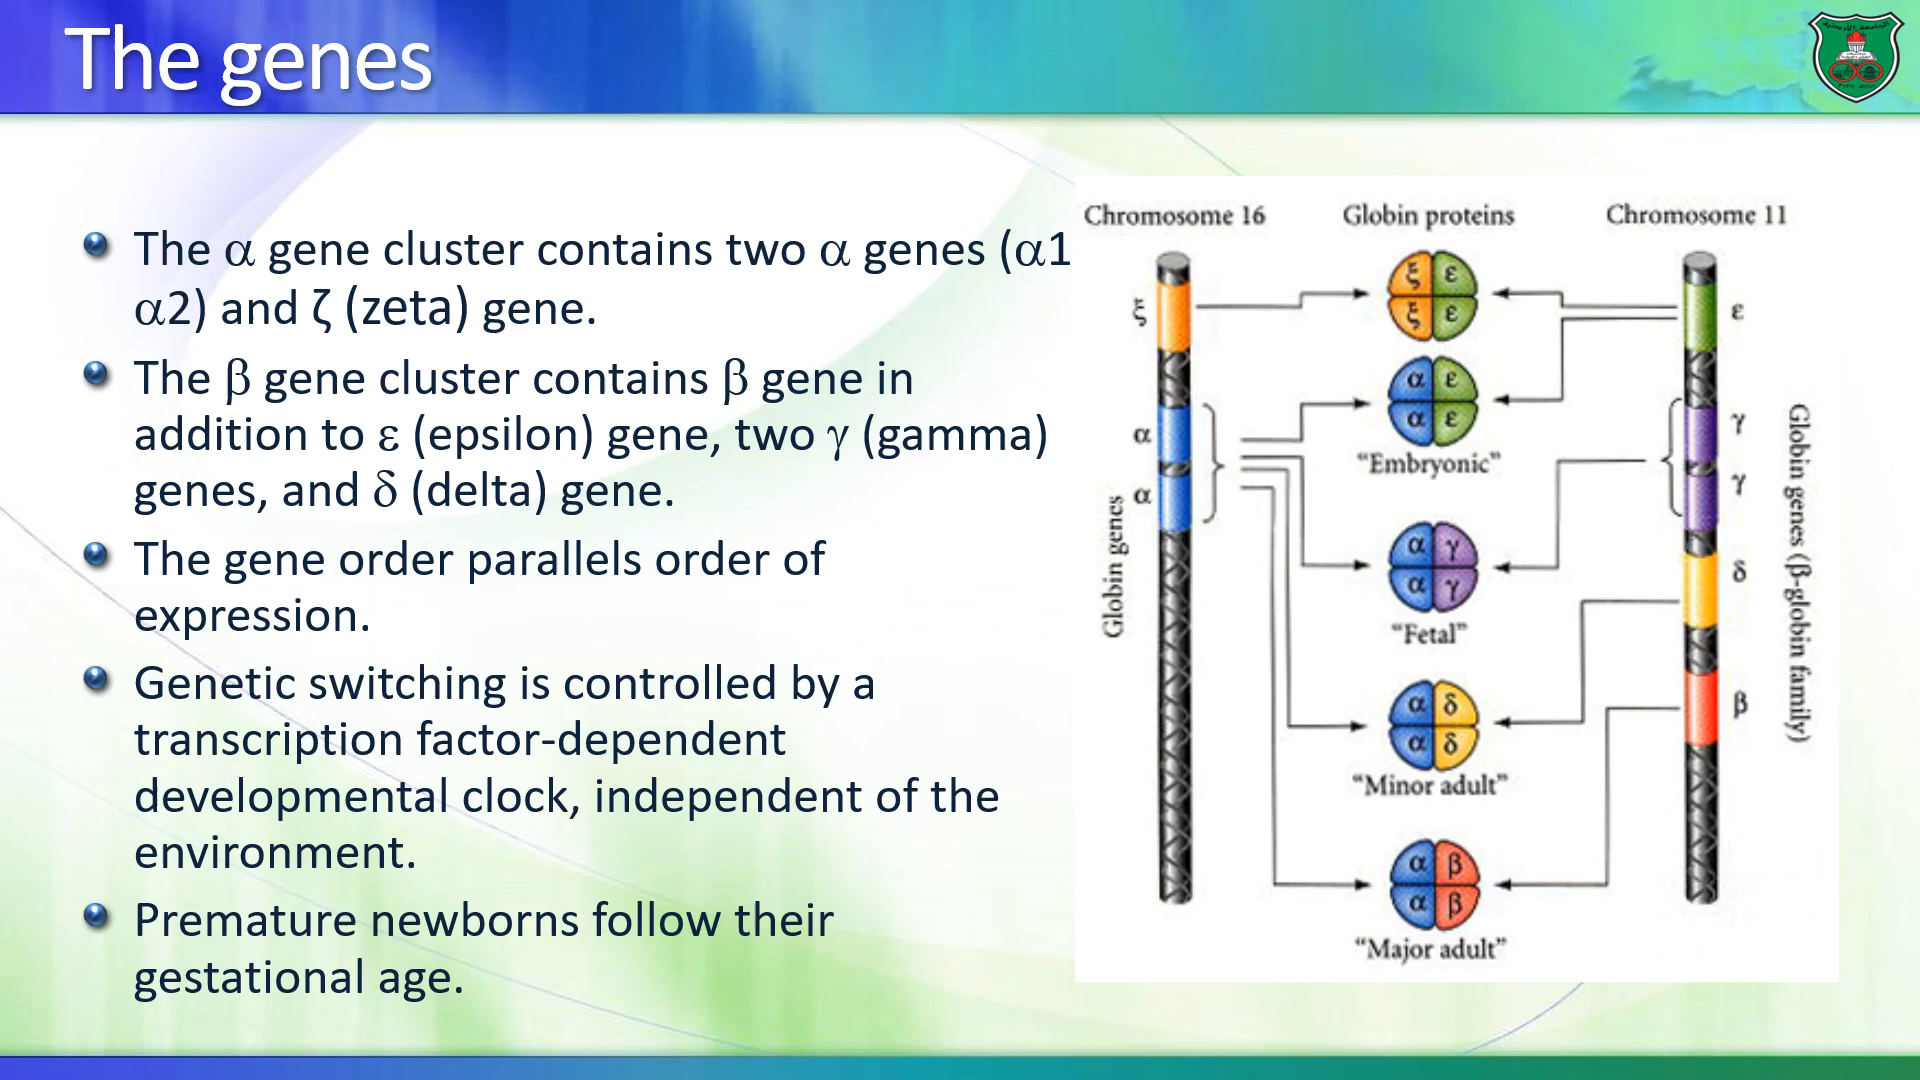 The genes
The α gene cluster contains two α genes (α1
α2) and ζ (zeta) gene.
The β gene cluster contains β gene in
addition to ε (epsilon) gene, two γ (gamma)
genes, and δ (delta) gene.
The gene order parallels order of
expression.
Genetic switching is controlled by a
transcription factor-dependent
developmental clock, independent of the
environment.
Premature newborns follow their
gestational age.
Chromosome 16
Globin proteins
Chromosome 11
ξ
ξ ε
ξ ε
ε
α ε
α ε
"Embryonic"
α
α
Globin genes
γ
γ
α γ
α γ
"Fetal"
δ
α δ
α δ
"Minor adult"
β
α β
α β
"Major adult"
Globin genes (β-globin family)